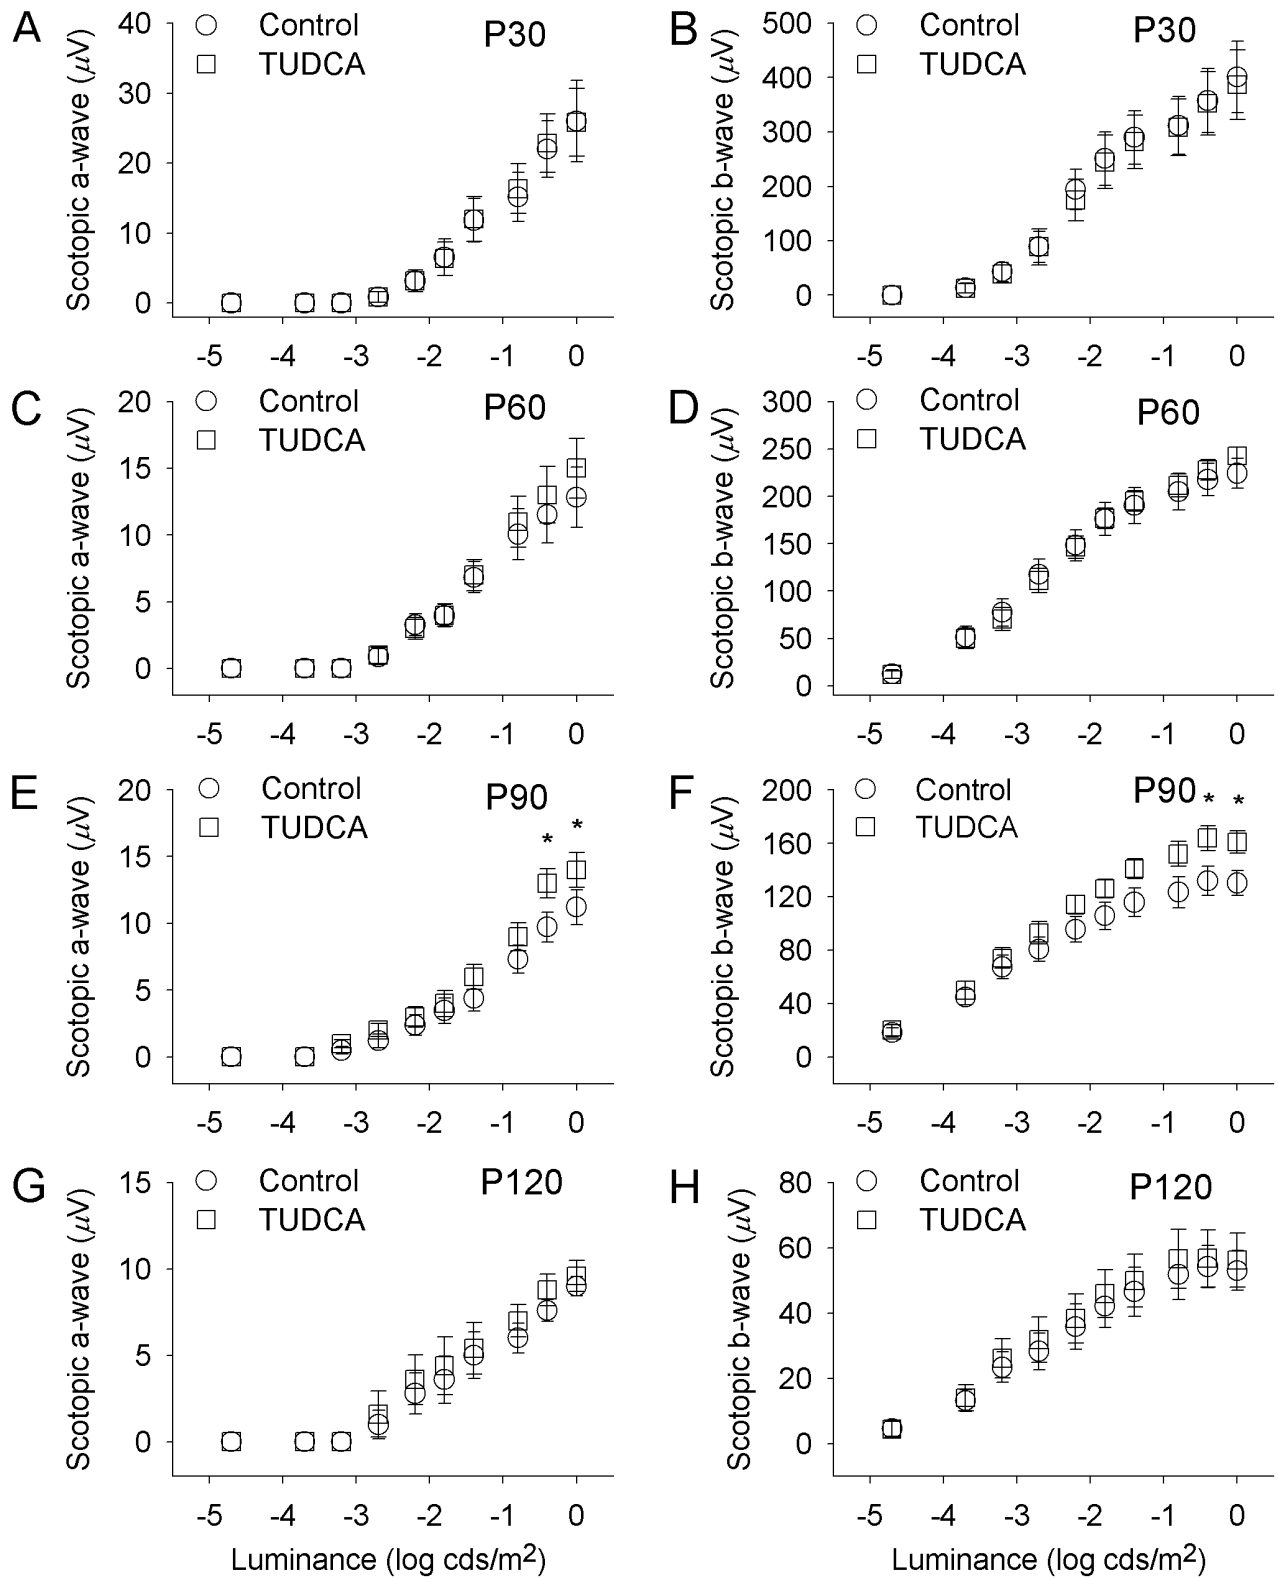 A
Control
TUDCA
P30
Scotopic a-wave (μV)
40
30
20
10
0
-5 -4 -3 -2 -1 0
B
Control
TUDCA
P30
Scotopic b-wave (μV)
500
400
300
200
100
0
-5 -4 -3 -2 -1 0
C
Control
TUDCA
P60
Scotopic a-wave (μV)
20
15
10
5
0
-5 -4 -3 -2 -1 0
D
Control
TUDCA
P60
Scotopic b-wave (μV)
300
250
200
150
100
50
0
-5 -4 -3 -2 -1 0
E
Control
TUDCA
P90
* *
Scotopic a-wave (μV)
20
15
10
5
0
-5 -4 -3 -2 -1 0
F
Control
TUDCA
P90 * *
Scotopic b-wave (μV)
200
160
120
80
40
0
-5 -4 -3 -2 -1 0
G
Control
TUDCA
P120
Scotopic a-wave (μV)
15
10
5
0
-5 -4 -3 -2 -1 0
Luminance (log cds/m²)
H
Control
TUDCA
P120
Scotopic b-wave (μV)
80
60
40
20
0
-5 -4 -3 -2 -1 0
Luminance (log cds/m²)